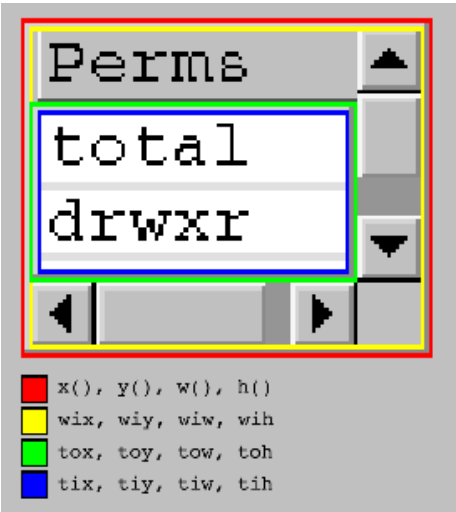 Perms
total
drwxr
x(), y(), w(), h()
wix, wiy, wiw, wih
tox, toy, tow, toh
tix, tiy, tiw, tih